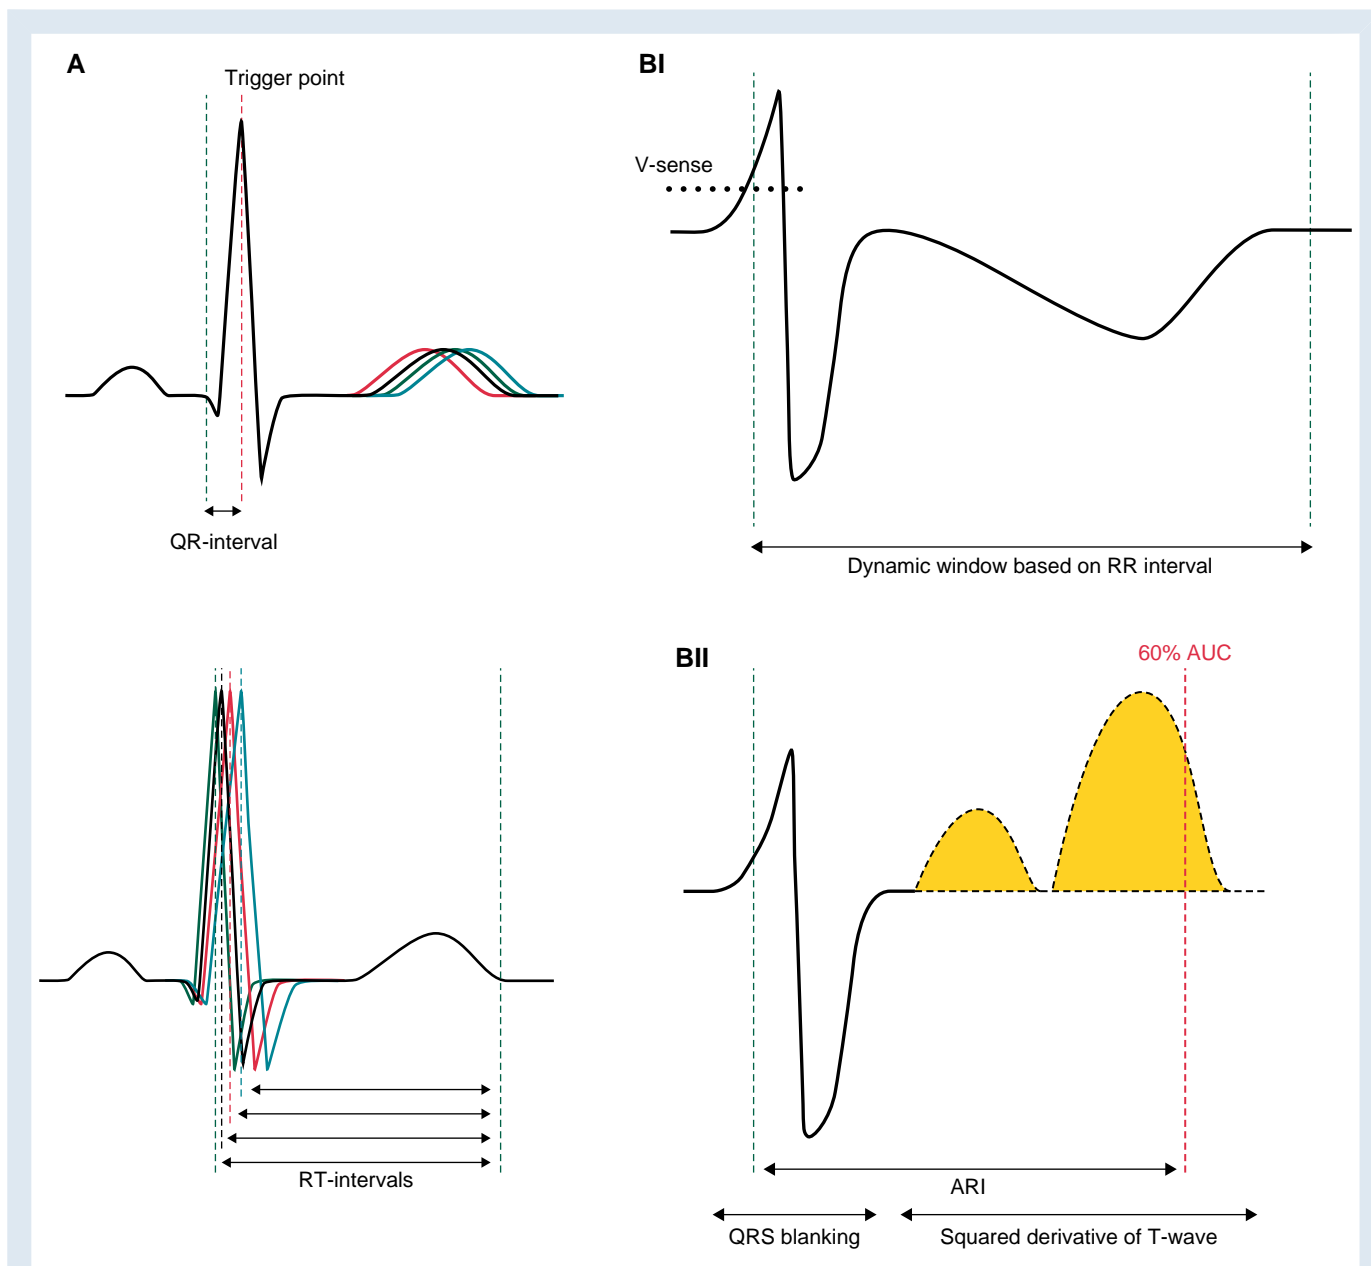 A
Trigger point
QR-interval
RT-intervals
BI
V-sense
Dynamic window based on RR interval
BII
60% AUC
ARI
QRS blanking
Squared derivative of T-wave